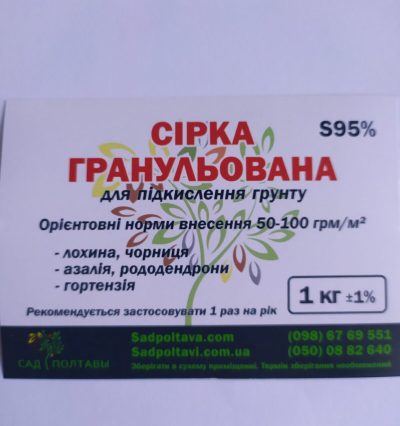 СІРКА
S95%
ГРАНУЛЬОВАНА
для підкислення грунту
Орієнтовні норми внесення 50-100 грм/м²
- лохина, чорниця
- азалія, рододендрони
- гортензія
1 кг ±1%
Рекомендується застосовувати 1 раз на рік
Sadpoltava.com (098) 67 69 551
Sadpoltavi.com.ua (050) 08 82 640
САД ПОЛТАВЫ
Зберігати в сухому приміщенні. Термін зберігання необмежений